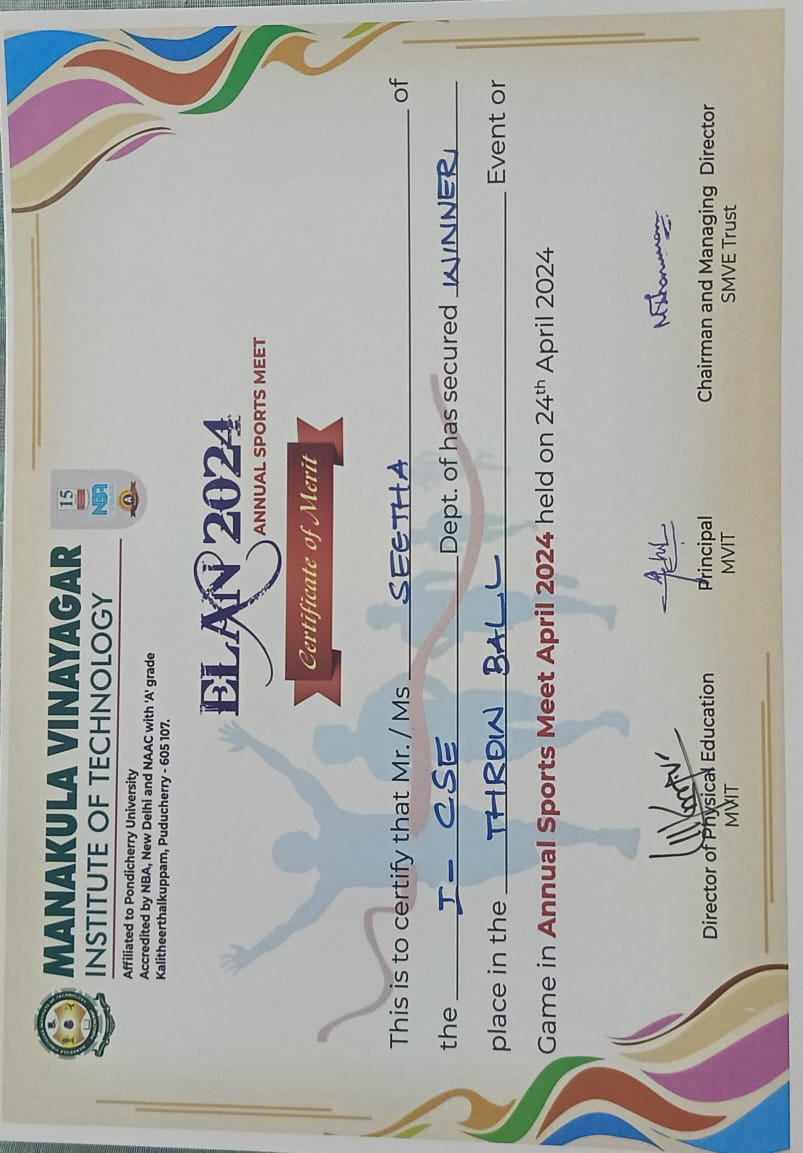 MANAKULA VINAYAGAR
INSTITUTE OF TECHNOLOGY
Affiliated to Pondicherry University
Accredited by NBA, New Delhi and NAAC with 'A' grade
Kalitheerthalkuppam, Puducherry - 605 107.
15
NBA
A
ELAN 2024
ANNUAL SPORTS MEET
Certificate of Merit
This is to certify that Mr. / Ms SEETHA of
the I - CSE Dept. of has secured WINNER
place in the THROW BALL Event or
Game in Annual Sports Meet April 2024 held on 24th April 2024
Director of Physical Education
MVIT
Principal
MVIT
Chairman and Managing Director
SMVE Trust